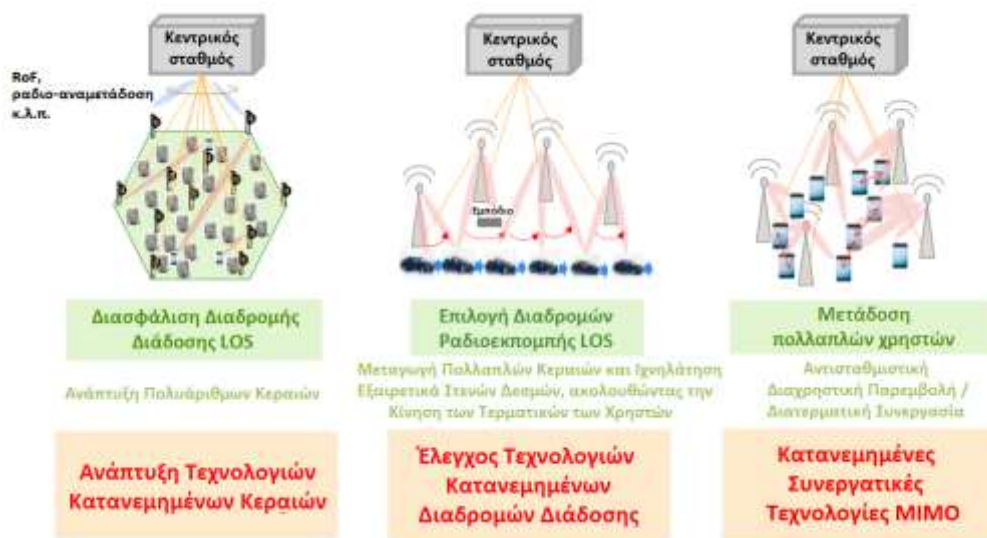 Κεντρικός
σταθμός
Κεντρικός
σταθμός
Κεντρικός
σταθμός
RoF,
ραδιο-αναμετάδοση
κ.λ.π.
Εμπόδιο
Διασφάλιση Διαδρομής
Διάδοσης LOS
Ανάπτυξη Πολυάριθμων Κεραιών
Ανάπτυξη Τεχνολογιών
Κατανεμημένων Κεραιών
Επιλογή Διαδρομών
Ραδιοεκπομπής LOS
Μεταγωγή Πολλαπλών Κεραιών και Ιχνηλάτηση
Εξαιρετικά Στενών Δεσμών, ακολουθώντας την
Κίνηση των Τερματικών των Χρηστών
Έλεγχος Τεχνολογιών
Κατανεμημένων
Διαδρομών Διάδοσης
Μετάδοση
πολλαπλών χρηστών
Αντισταθμιστική
Διαχρηστική Παρεμβολή /
Διατερματική Συνεργασία
Κατανεμημένες
Συνεργατικές
Τεχνολογίες MIMO